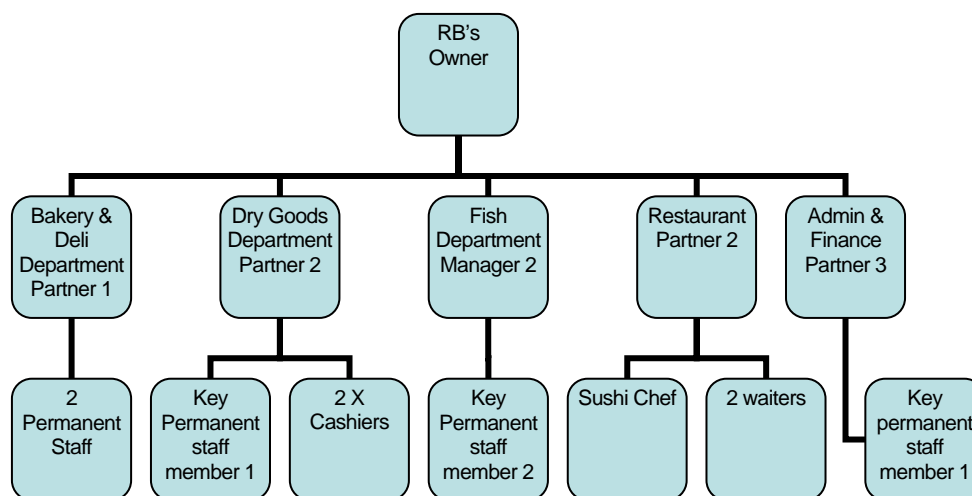 RB's
Owner
Bakery &
Deli
Department
Partner 1
Dry Goods
Department
Partner 2
Fish
Department
Manager 2
Restaurant
Partner 2
Admin &
Finance
Partner 3
2
Permanent
Staff
Key
Permanent
staff
member 1
2 X
Cashiers
Key
Permanent
staff
member 2
Sushi Chef
2 waiters
Key
permanent
staff
member 1